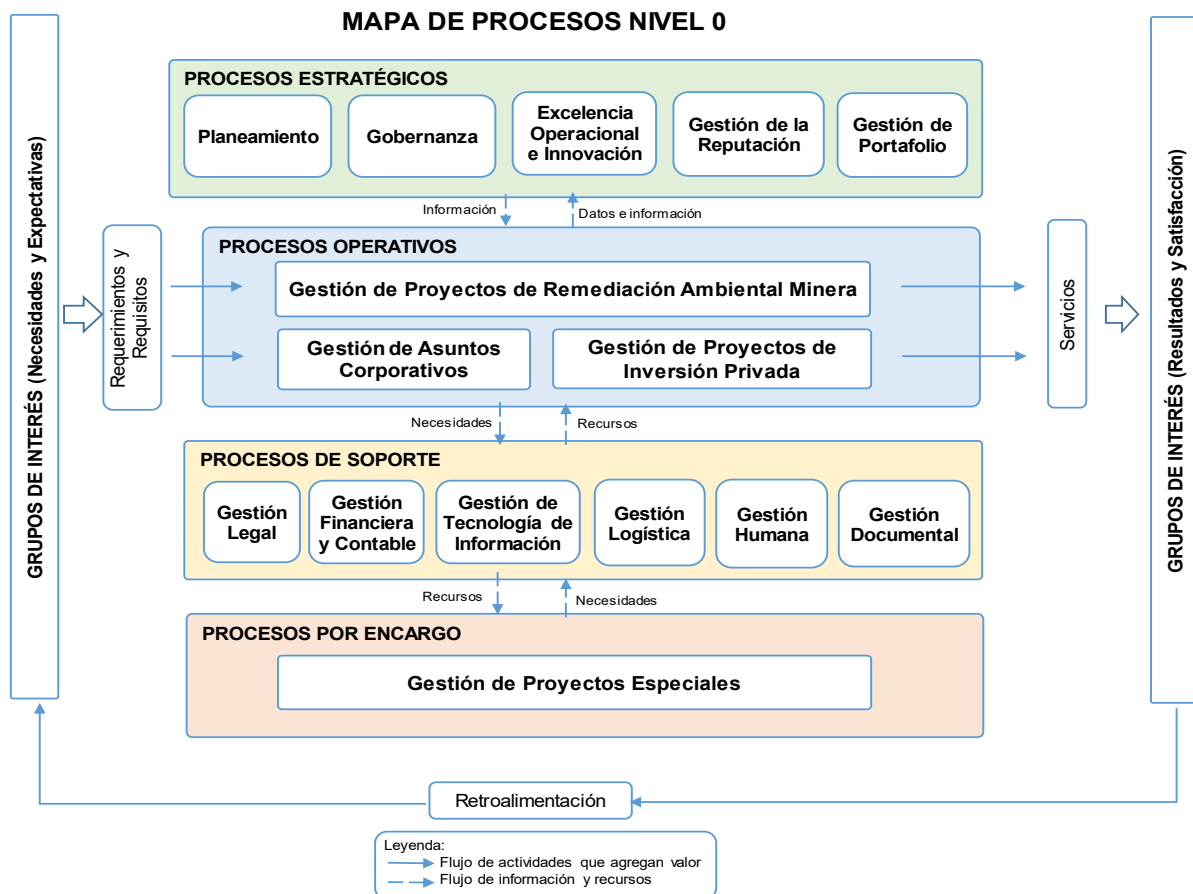 MAPA DE PROCESOS NIVEL 0
GRUPOS DE INTERÉS (Necesidades y Expectativas)
Requerimientos y
Requisitos
PROCESOS ESTRATÉGICOS
Planeamiento
Gobernanza
Excelencia
Operacional
e Innovación
Gestión de la
Reputación
Gestión de
Portafolio
Información
Datos e información
PROCESOS OPERATIVOS
Gestión de Proyectos de Remediación Ambiental Minera
Gestión de Asuntos
Corporativos
Gestión de Proyectos de
Inversión Privada
Necesidades
Recursos
PROCESOS DE SOPORTE
Gestión
Legal
Gestión
Financiera
y Contable
Gestión de
Tecnología de
Información
Gestión
Logística
Gestión
Humana
Gestión
Documental
Recursos
Necesidades
PROCESOS POR ENCARGO
Gestión de Proyectos Especiales
Servicios
GRUPOS DE INTERÉS (Resultados y Satisfacción)
Retroalimentación
Leyenda:
Flujo de actividades que agregan valor
Flujo de información y recursos